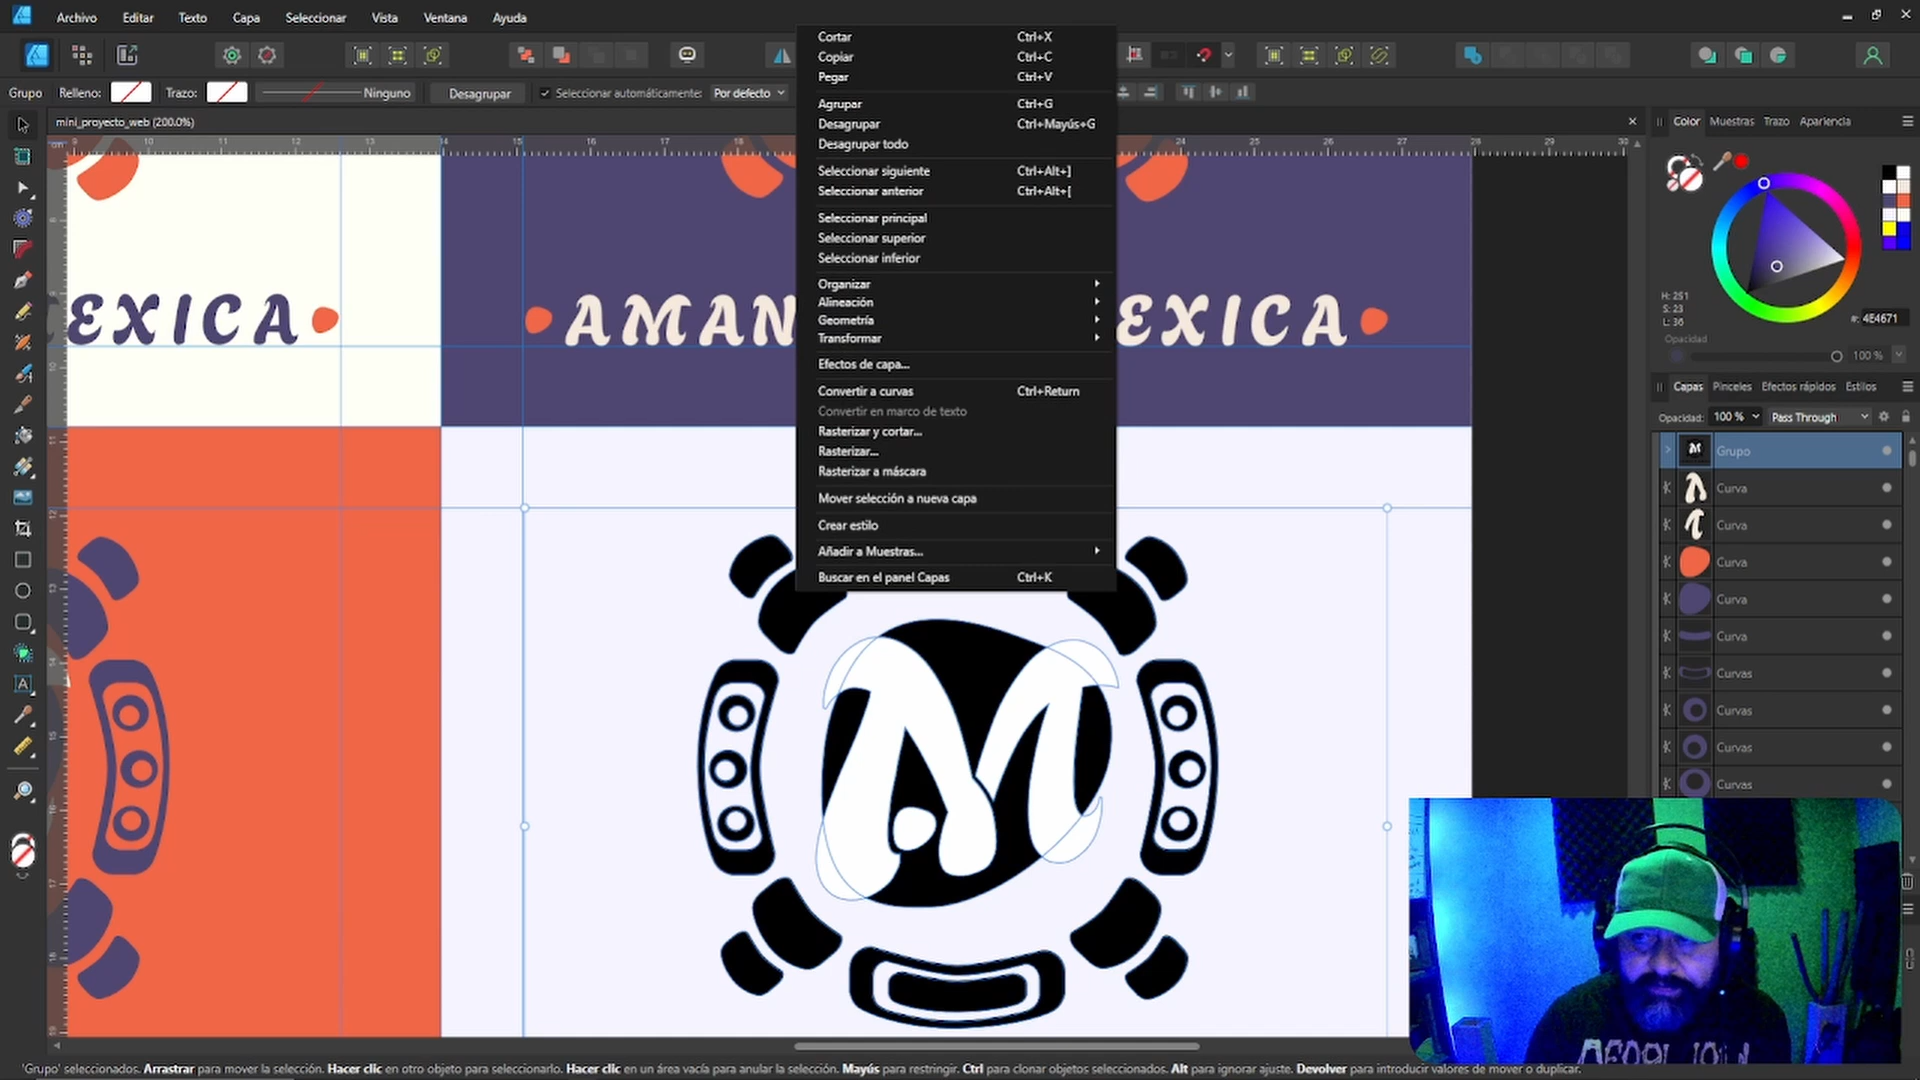 Archivo Editar Texto Capa Seleccionar Vista Ventana Ayuda
Grupo Relleno: Trazo: Ninguno Desagrupar Seleccionar automáticamente: Por defecto
mini_proyecto_web (200.0%)
Cortar Ctrl+X
Copiar Ctrl+C
Pegar Ctrl+V
Agrupar Ctrl+G
Desagrupar Ctrl+Mayús+G
Desagrupar todo
Seleccionar siguiente Ctrl+Alt+]
Seleccionar anterior Ctrl+Alt+[
Seleccionar principal
Seleccionar superior
Seleccionar inferior
Organizar
Alineación
Geometría
Transformar
Efectos de capa...
Convertir a curvas Ctrl+Return
Convertir en marco de texto
Rasterizar y cortar...
Rasterizar...
Rasterizar a máscara
Mover selección a nueva capa
Crear estilo
Añadir a Muestras...
Buscar en el panel Capas Ctrl+K
EXICA
AMAN
EXICA
M
Color Muestras Trazo Apariencia
H: 251
S: 23
L: 36
#: 4E4671
Opacidad
100 %
Capas Pinceles Efectos rápidos Estilos
Opacidad: 100 % Pass Through
Grupo
Curva
Curva
Curva
Curva
Curva
Curvas
Curvas
Curvas
Curvas
'Grupo' seleccionados. Arrastrar para mover la selección. Hacer clic en otro objeto para seleccionarlo. Hacer clic en un área vacía para anular la selección. Mayús para restringir. Ctrl para clonar objetos seleccionados. Alt para ignorar ajuste. Devolver para introducir valores de mover o duplicar.